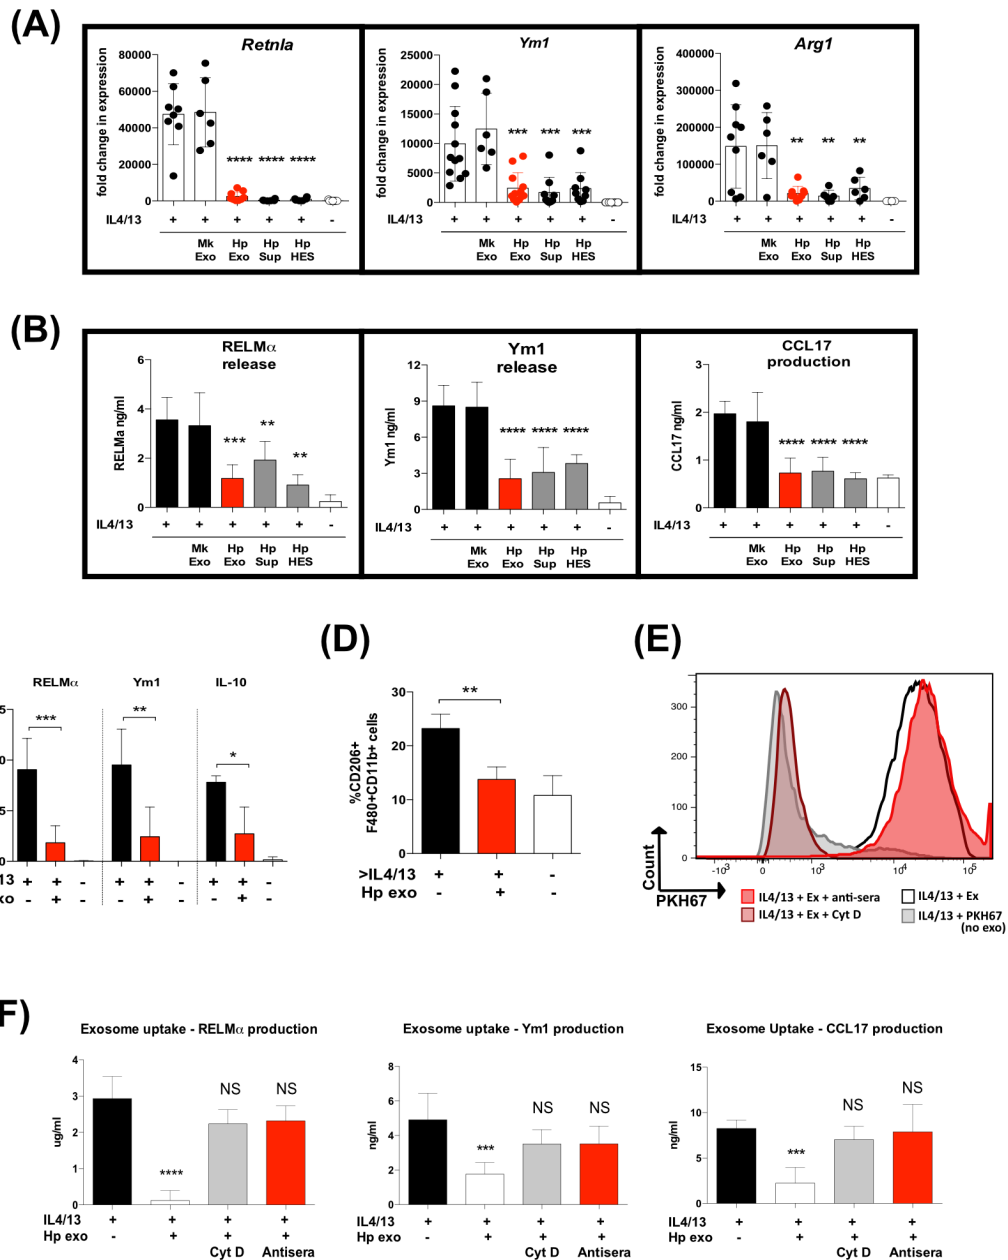 (A)
Retnla
Ym1
Arg1
fold change in expression
80000
60000
40000
20000
0
**** **** ****
IL4/13 + + + + + -
Mk Exo
Hp Exo
Hp Sup
Hp HES
fold change in expression
25000
20000
15000
10000
5000
0
*** *** ***
+ + + + + -
Mk Exo
Hp Exo
Hp Sup
Hp HES
fold change in expression
400000
300000
200000
100000
0
** ** **
IL4/13 + + + + + -
Mk Exo
Hp Exo
Hp Sup
Hp HES
(B)
RELMα
release
RELMa ng/ml
6
4
2
0
*** ** **
IL4/13 + + + + + -
Mk Exo
Hp Exo
Hp Sup
Hp HES
Ym1
release
Ym1 ng/ml
12
9
6
3
0
**** **** ****
IL4/13 + + + + + -
Mk Exo
Hp Exo
Hp Sup
Hp HES
CCL17
production
CCL17 ng/ml
3
2
1
0
**** **** ****
IL4/13 + + + + + -
Mk Exo
Hp Exo
Hp Sup
Hp HES
RELMα Ym1 IL-10
5
0
5
0
*** ** *
13 + + - + + - + + -
xo - + - - + - - + -
(D)
%CD206+
F480+CD11b+ cells
30
20
10
0
**
>IL4/13 + + -
Hp exo - + -
(E)
300
200
100
0
-10³ 0 10³ 10⁴ 10⁵
Count
PKH67
IL4/13 + Ex + anti-sera
IL4/13 + Ex + Cyt D
IL4/13 + Ex
IL4/13 + PKH67
(no exo)
F)
Exosome uptake - RELMα production
ug/ml
4
3
2
1
0
**** NS NS
IL4/13 + + + +
Hp exo - + + +
Cyt D Antisera
Exosome uptake - Ym1 production
ng/ml
8
6
4
2
0
*** NS NS
IL4/13 + + + +
Hp exo - + + +
Cyt D Antisera
Exosome Uptake - CCL17 production
ng/ml
15
10
5
0
*** NS NS
IL4/13 + + + +
Hp exo - + + +
Cyt D Antisera